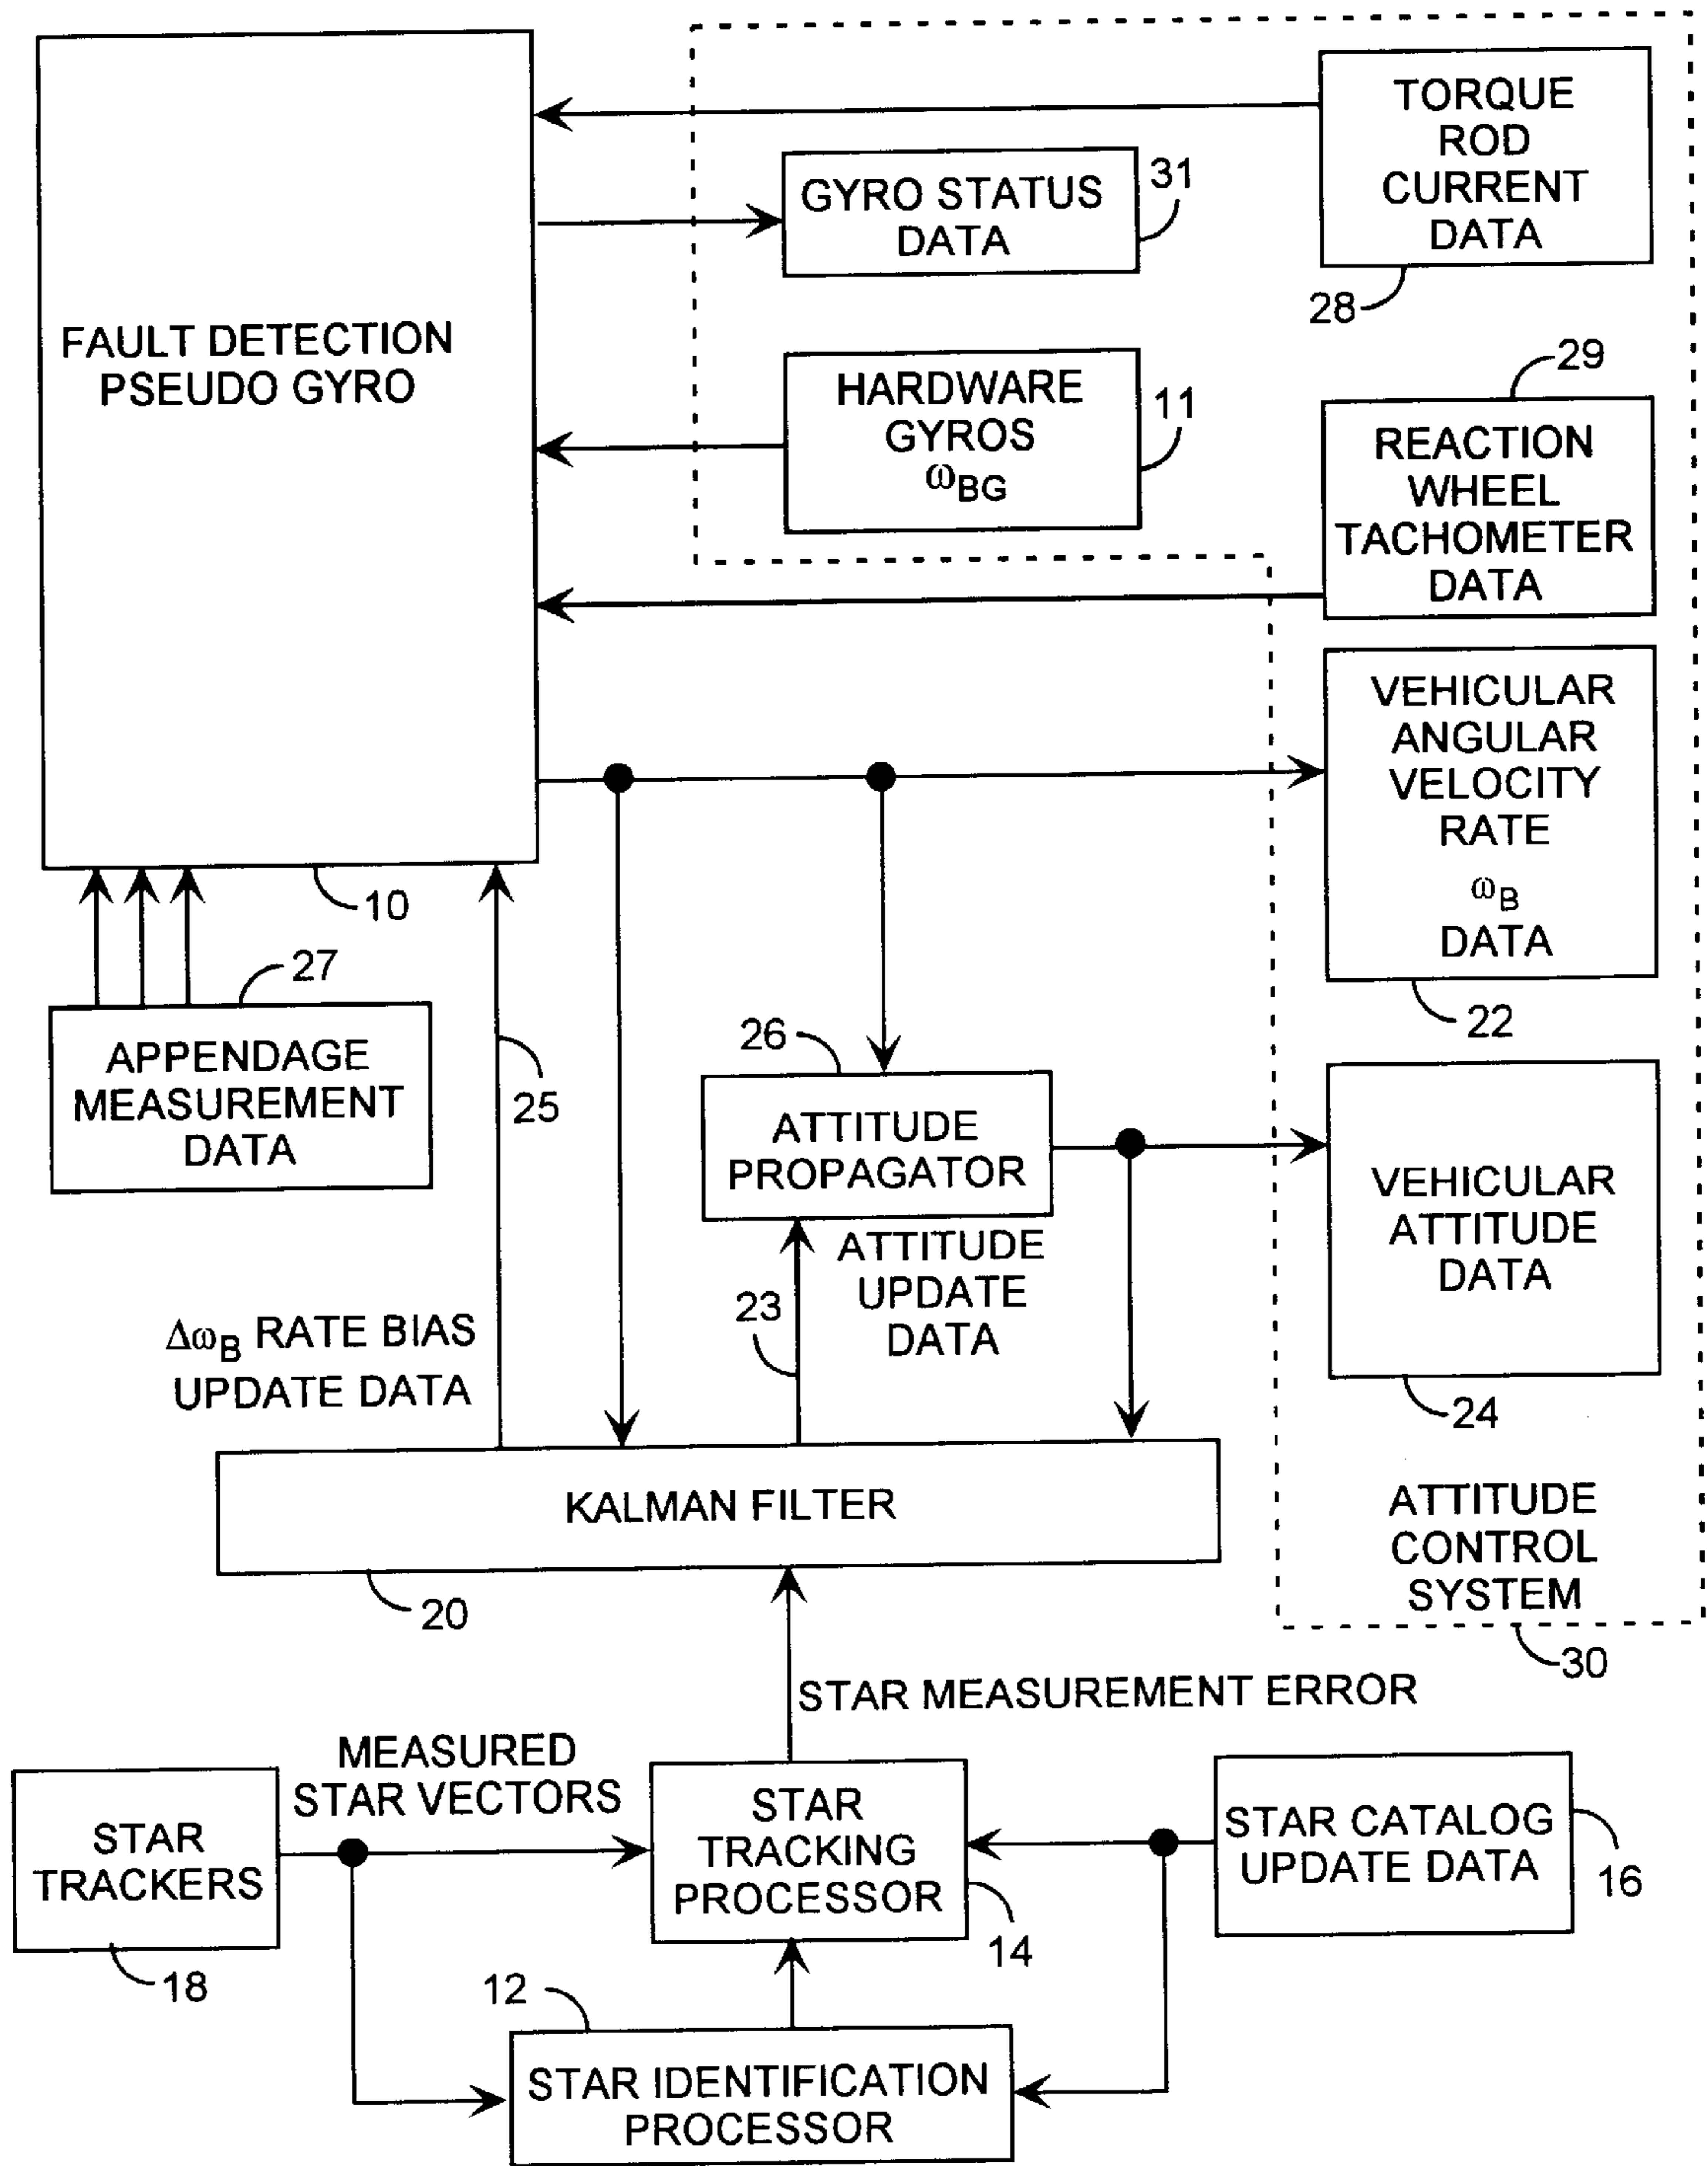 FAULT DETECTION
PSEUDO GYRO
10
TORQUE
ROD
CURRENT
DATA
28
GYRO STATUS
DATA
31
HARDWARE
GYROS
ω_BG
11
29
REACTION
WHEEL
TACHOMETER
DATA
VEHICULAR
ANGULAR
VELOCITY
RATE
ω_B
DATA
22
27
APPENDAGE
MEASUREMENT
DATA
25
26
ATTITUDE
PROPAGATOR
ATTITUDE
UPDATE
DATA
23
VEHICULAR
ATTITUDE
DATA
24
Δω_B RATE BIAS
UPDATE DATA
KALMAN FILTER
20
ATTITUDE
CONTROL
SYSTEM
30
STAR MEASUREMENT ERROR
MEASURED
STAR VECTORS
STAR
TRACKERS
18
STAR
TRACKING
PROCESSOR
14
STAR CATALOG
UPDATE DATA
16
12
STAR IDENTIFICATION
PROCESSOR